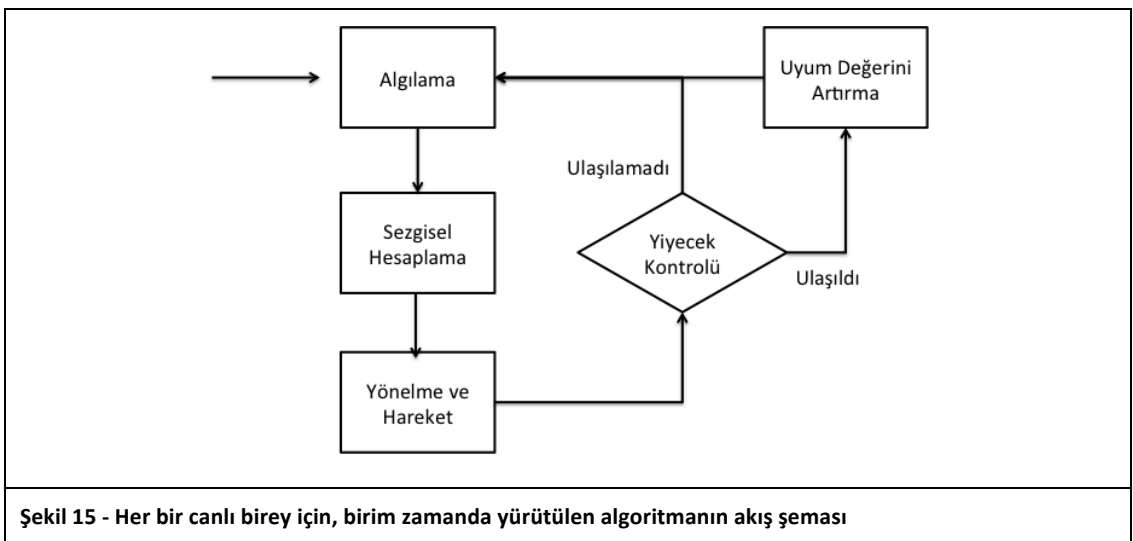 Algılama
Uyum Değerini
Artırma
Ulaşılamadı
Sezgisel
Hesaplama
Yiyecek
Kontrolü
Ulaşıldı
Yönelme ve
Hareket
Şekil 15 - Her bir canlı birey için, birim zamanda yürütülen algoritmanın akış şeması